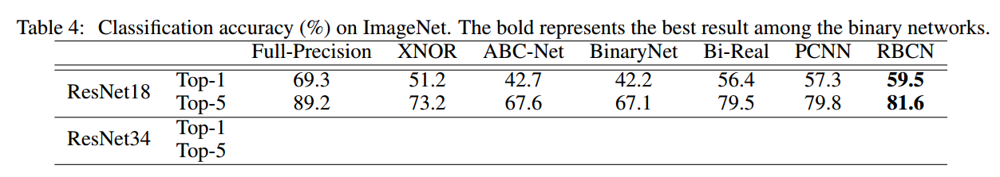 Table 4: Classification accuracy (%) on ImageNet. The bold represents the best result among the binary networks.
Full-Precision XNOR ABC-Net BinaryNet Bi-Real PCNN RBCN
ResNet18 Top-1 69.3 51.2 42.7 42.2 56.4 57.3 59.5
Top-5 89.2 73.2 67.6 67.1 79.5 79.8 81.6
ResNet34 Top-1
Top-5